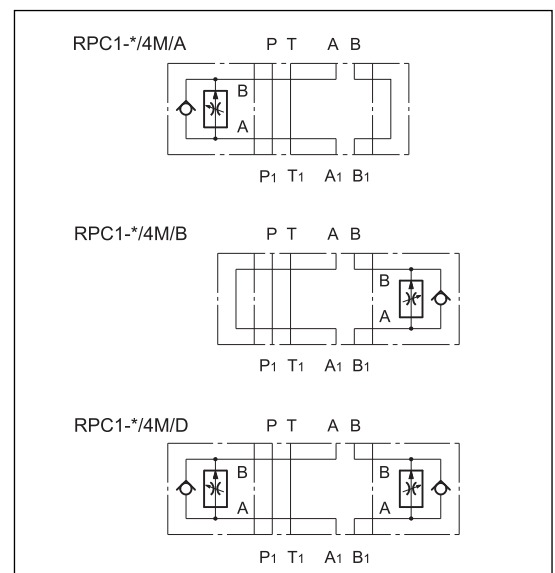 RPC1-*/4M/A
P T A B
B
A
P1 T1 A1 B1
RPC1-*/4M/B
P T A B
B
A
P1 T1 A1 B1
RPC1-*/4M/D
P T A B
B B
A A
P1 T1 A1 B1